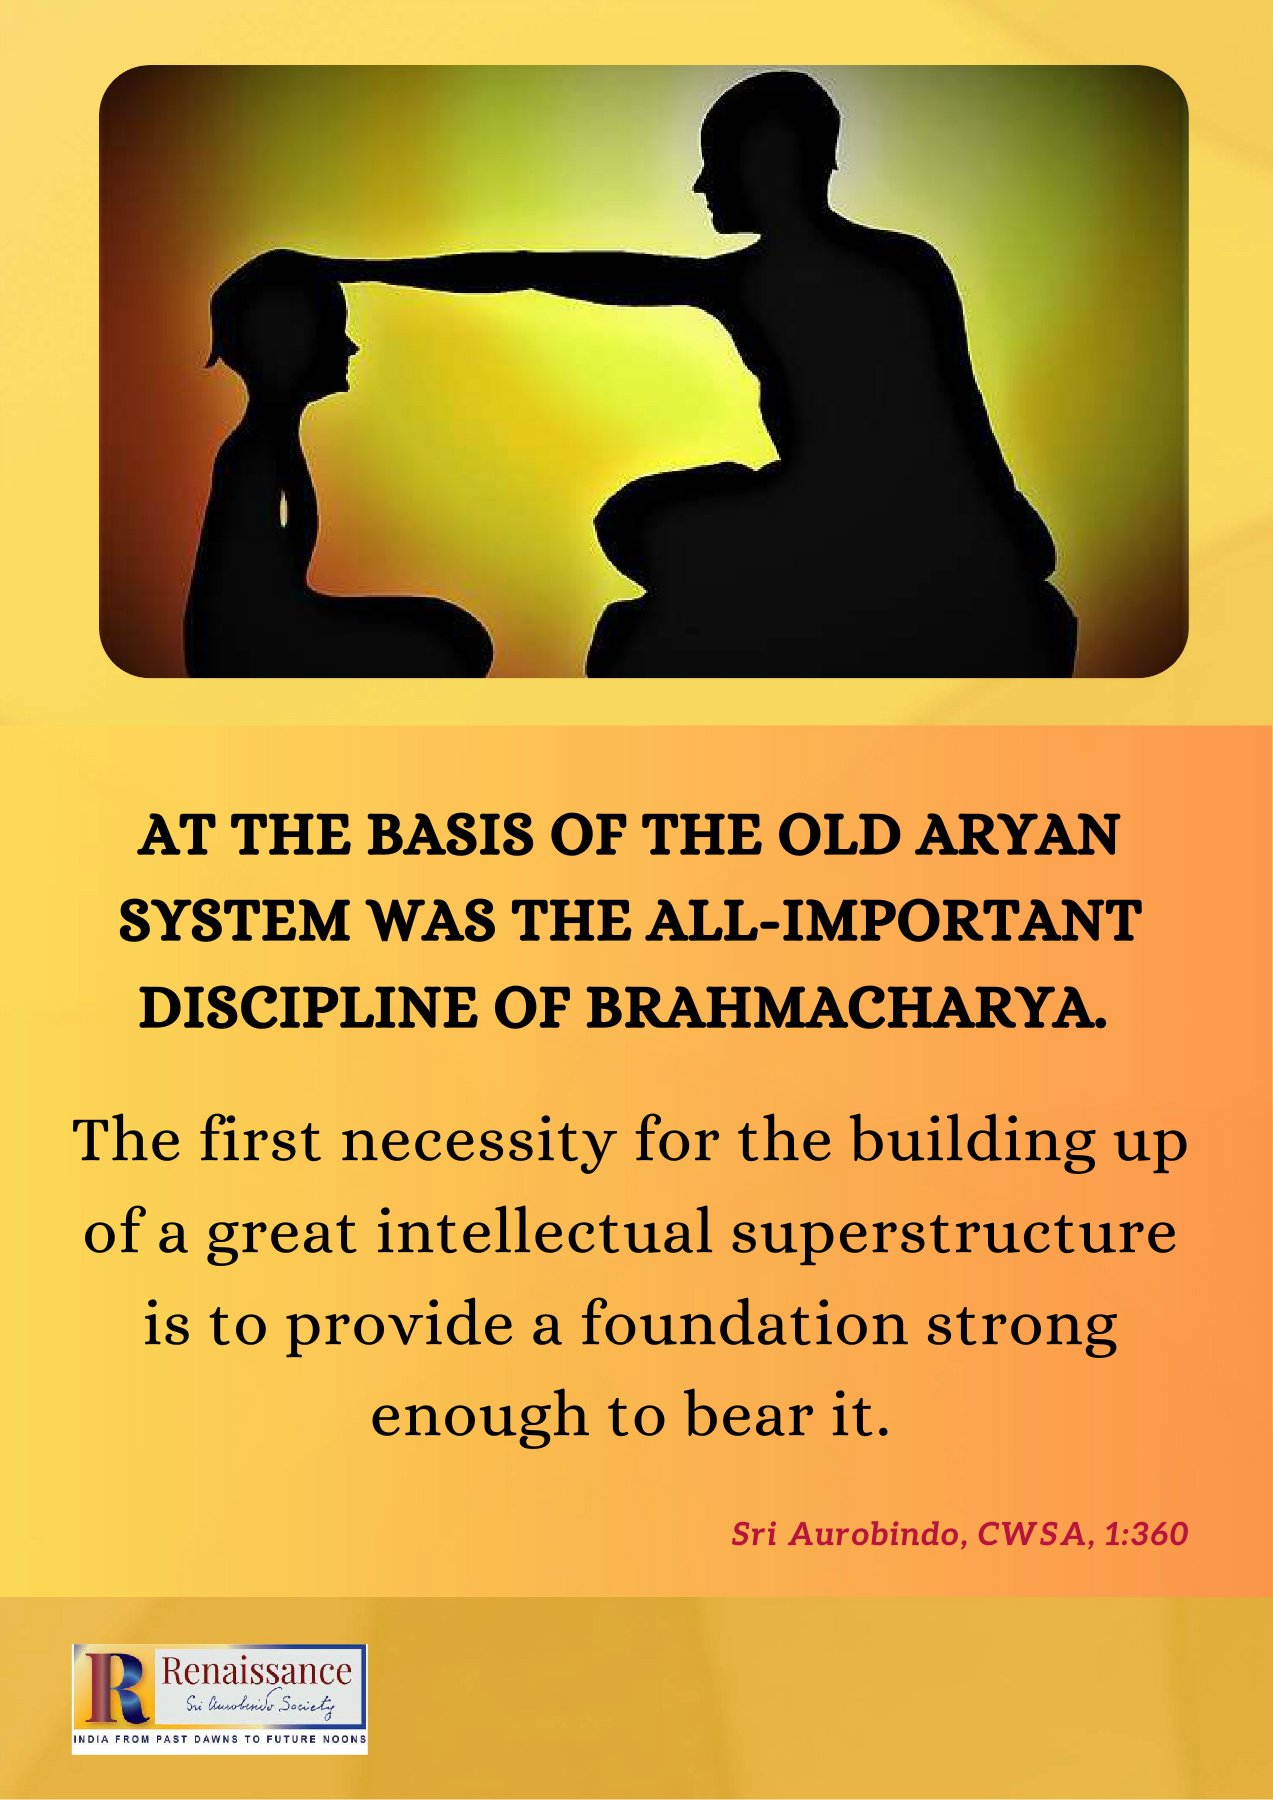 AT THE BASIS OF THE OLD ARYAN
SYSTEM WAS THE ALL-IMPORTANT
DISCIPLINE OF BRAHMACHARYA.
The first necessity for the building up
of a great intellectual superstructure
is to provide a foundation strong
enough to bear it.
Sri Aurobindo, CWSA, 1:360
R Renaissance
Sri Aurobindo Society
INDIA FROM PAST DAWNS TO FUTURE NOONS